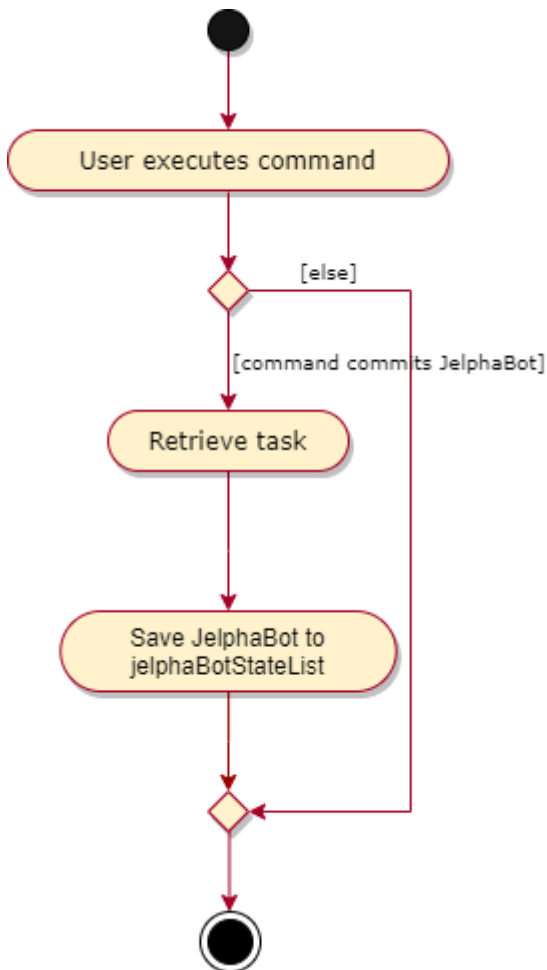 User executes command
[else]
[command commits JelphaBot]
Retrieve task
Save JelphaBot to
jelphaBotStateList